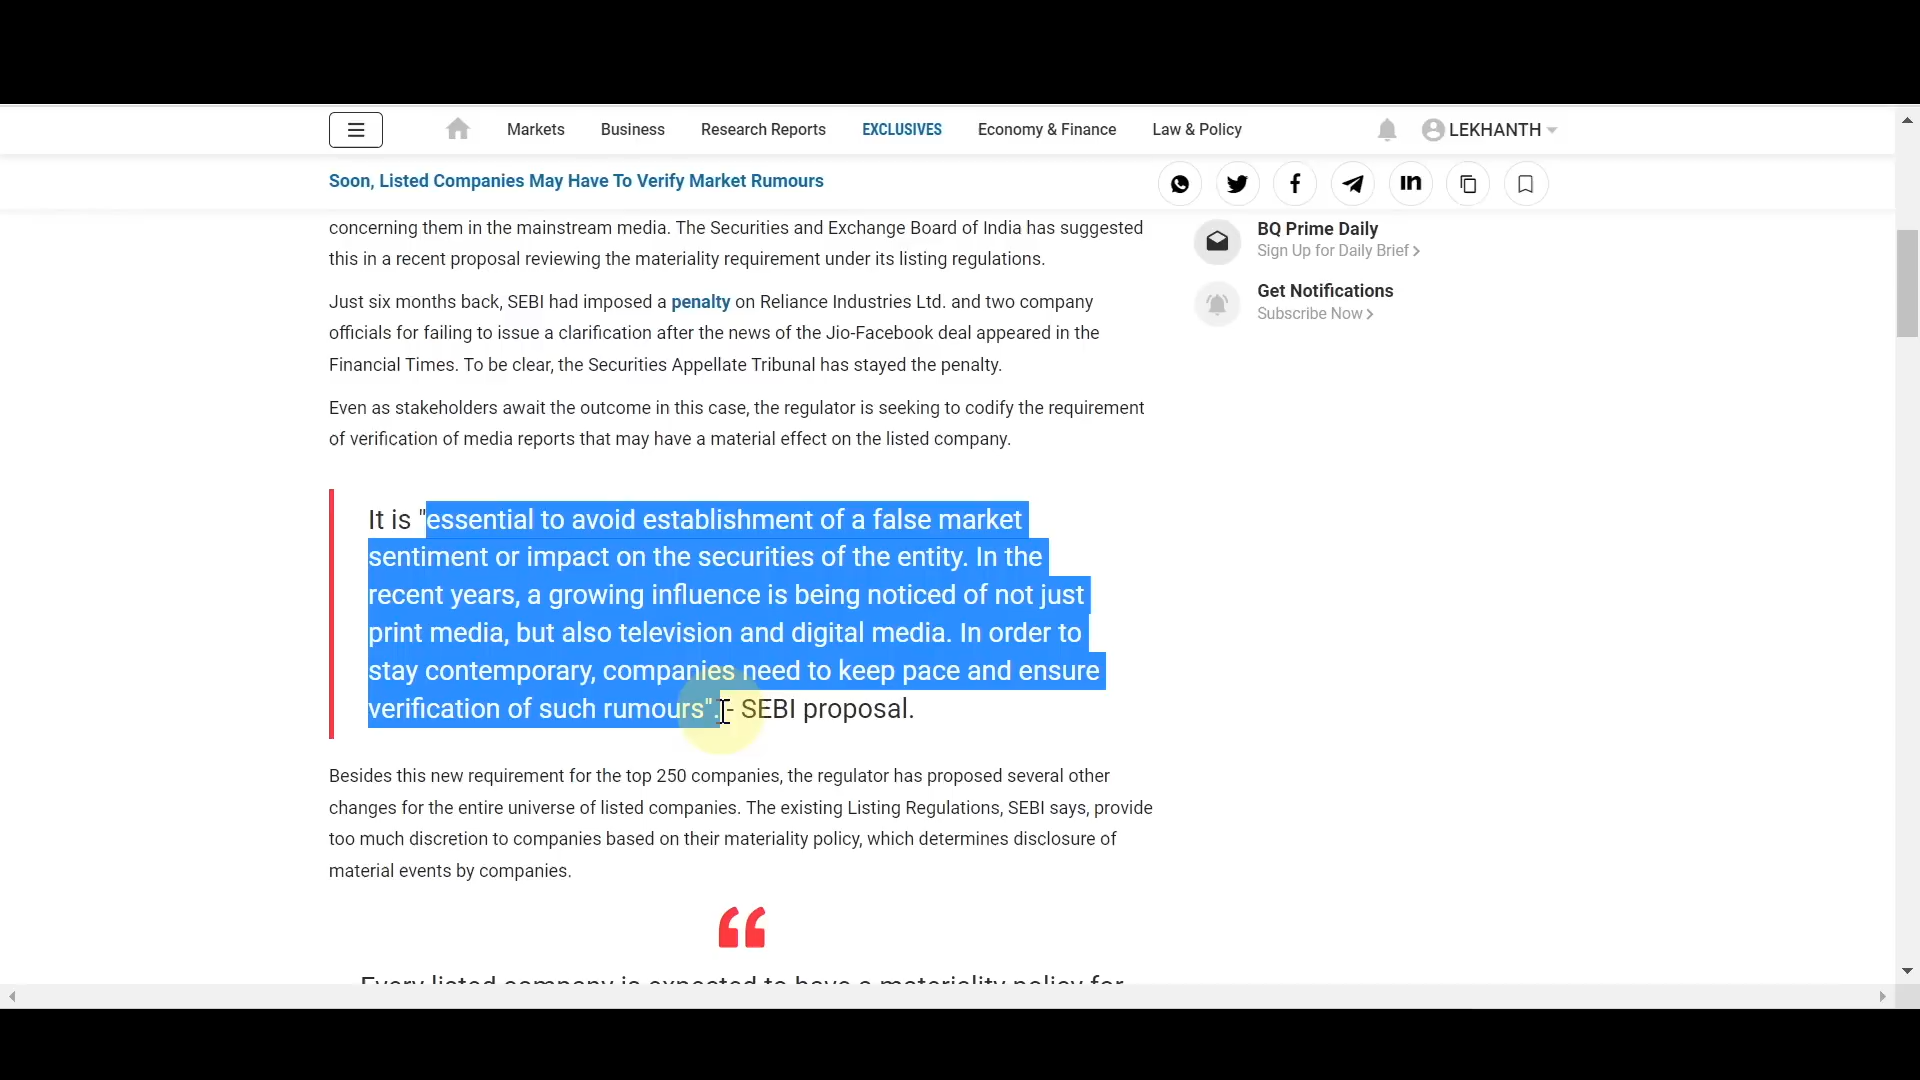 Markets Business Research Reports EXCLUSIVES Economy & Finance Law & Policy LEKHANTH
Soon, Listed Companies May Have To Verify Market Rumours
concerning them in the mainstream media. The Securities and Exchange Board of India has suggested
this in a recent proposal reviewing the materiality requirement under its listing regulations.
Just six months back, SEBI had imposed a penalty on Reliance Industries Ltd. and two company
officials for failing to issue a clarification after the news of the Jio-Facebook deal appeared in the
Financial Times. To be clear, the Securities Appellate Tribunal has stayed the penalty.
Even as stakeholders await the outcome in this case, the regulator is seeking to codify the requirement
of verification of media reports that may have a material effect on the listed company.
It is "essential to avoid establishment of a false market
sentiment or impact on the securities of the entity. In the
recent years, a growing influence is being noticed of not just
print media, but also television and digital media. In order to
stay contemporary, companies need to keep pace and ensure
verification of such rumours". - SEBI proposal.
Besides this new requirement for the top 250 companies, the regulator has proposed several other
changes for the entire universe of listed companies. The existing Listing Regulations, SEBI says, provide
too much discretion to companies based on their materiality policy, which determines disclosure of
material events by companies.
Every listed company is expected to have a materiality policy for
BQ Prime Daily
Sign Up for Daily Brief >
Get Notifications
Subscribe Now >